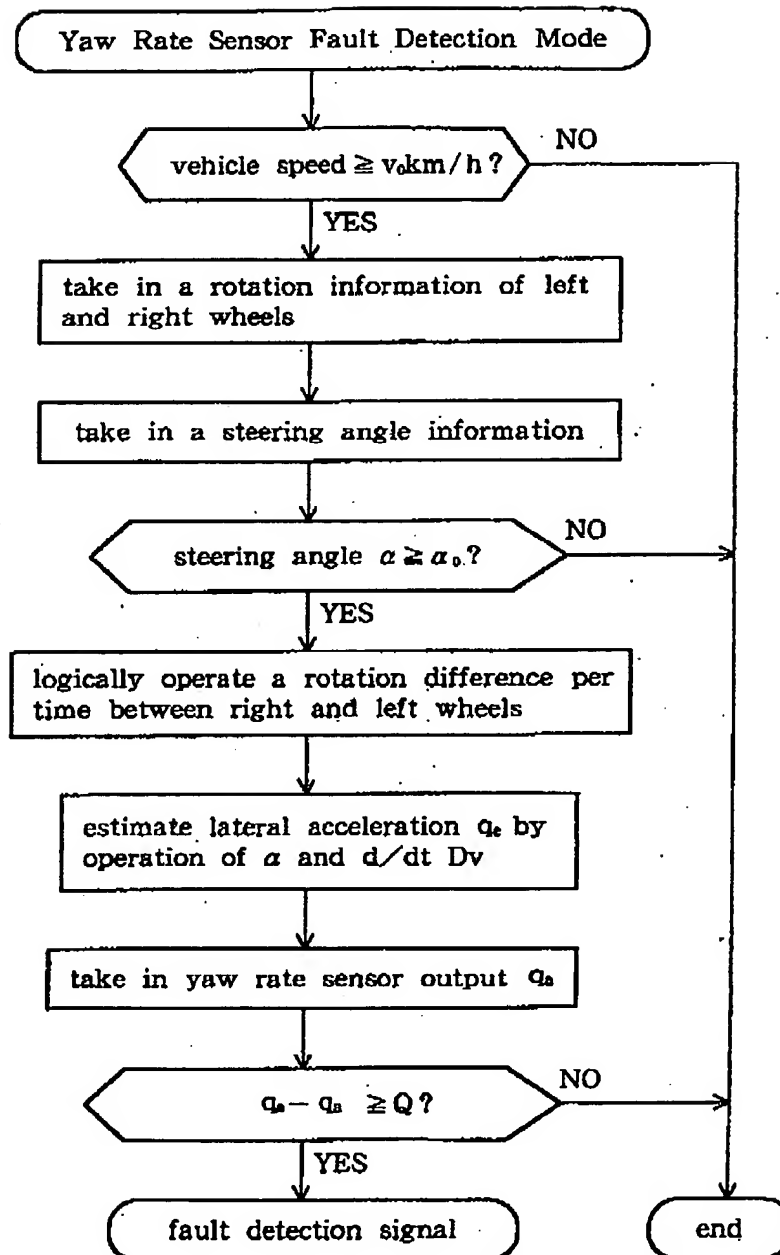 Yaw Rate Sensor Fault Detection Mode
vehicle speed ≧ v₀km/h?
NO
YES
take in a rotation information of left
and right wheels
take in a steering angle information
steering angle α ≧ α₀?
NO
YES
logically operate a rotation difference per
time between right and left wheels
estimate lateral acceleration qₑ by
operation of α and d/dt Dv
take in yaw rate sensor output qₐ
qₑ − qₐ ≧ Q?
NO
YES
fault detection signal
end